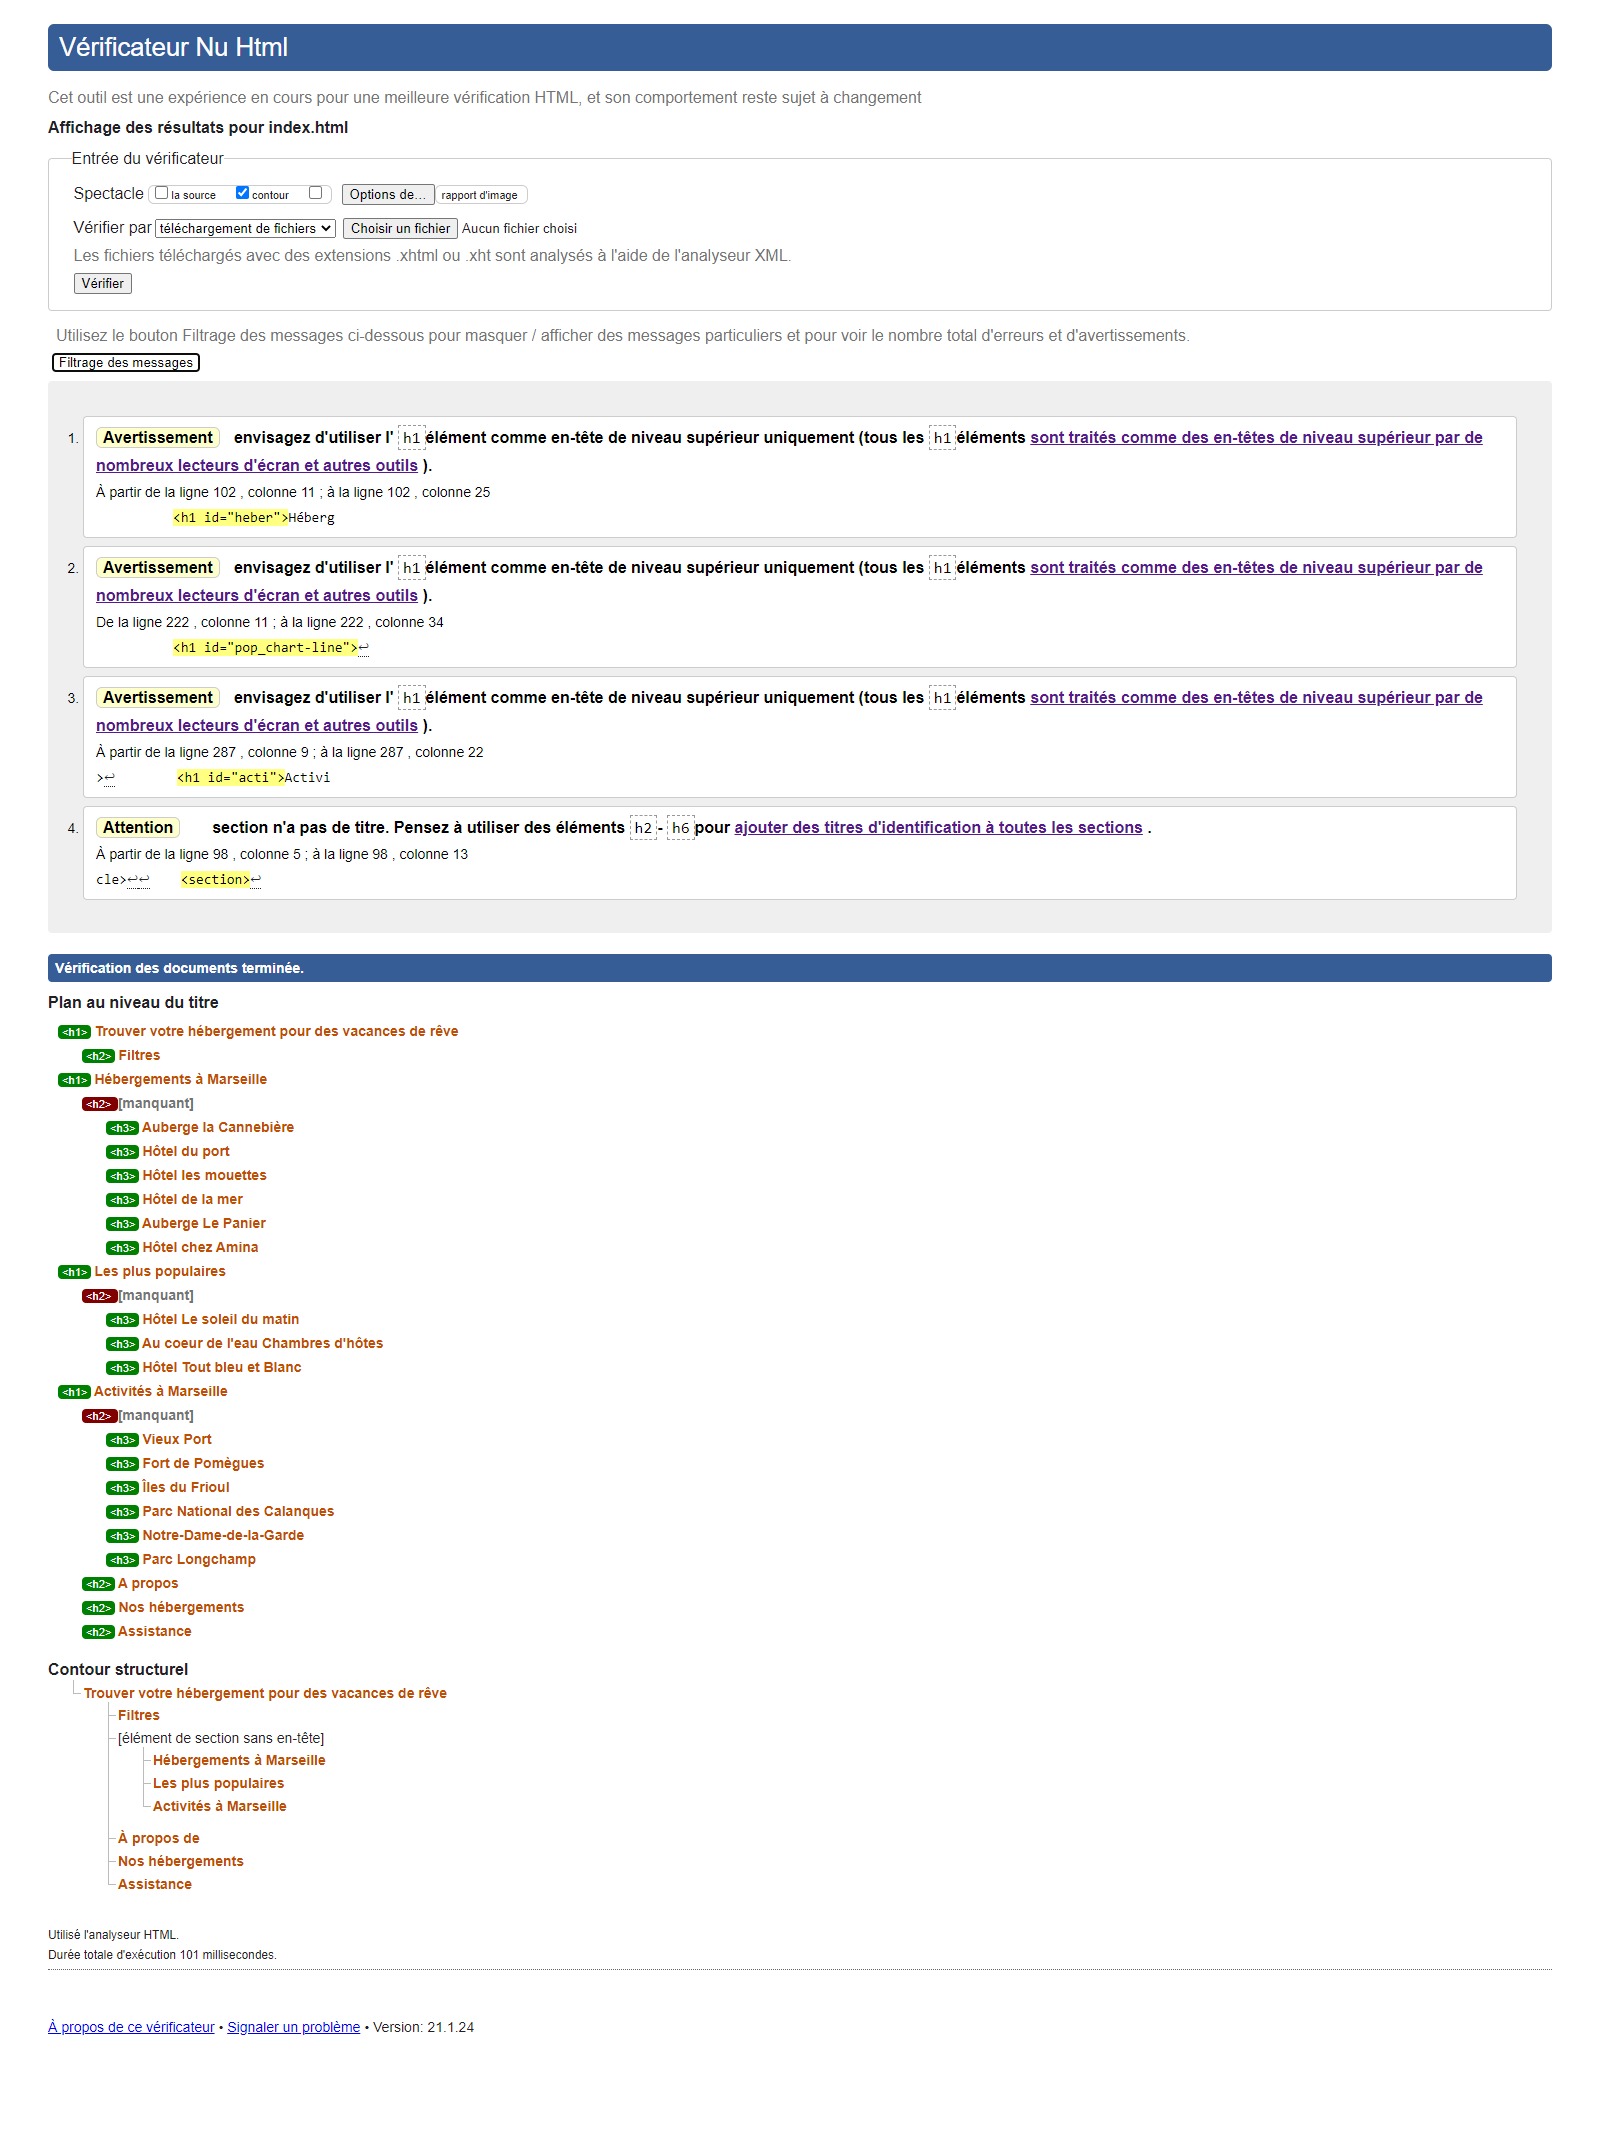 Vérificateur Nu Html
Cet outil est une expérience en cours pour une meilleure vérification HTML, et son comportement reste sujet à changement
Affichage des résultats pour index.html
Entrée du vérificateur
Spectacle la source contour Options de... rapport d'image
Vérifier par téléchargement de fichiers Choisir un fichier Aucun fichier choisi
Les fichiers téléchargés avec des extensions .xhtml ou .xht sont analysés à l'aide de l'analyseur XML.
Vérifier
Utilisez le bouton Filtrage des messages ci-dessous pour masquer / afficher des messages particuliers et pour voir le nombre total d'erreurs et d'avertissements.
Filtrage des messages
1. Avertissement envisagez d'utiliser l' h1 élément comme en-tête de niveau supérieur uniquement (tous les h1 éléments sont traités comme des en-têtes de niveau supérieur par de
nombreux lecteurs d'écran et autres outils ).
À partir de la ligne 102 , colonne 11 ; à la ligne 102 , colonne 25
<h1 id="heber">Héberg
2. Avertissement envisagez d'utiliser l' h1 élément comme en-tête de niveau supérieur uniquement (tous les h1 éléments sont traités comme des en-têtes de niveau supérieur par de
nombreux lecteurs d'écran et autres outils ).
De la ligne 222 , colonne 11 ; à la ligne 222 , colonne 34
<h1 id="pop_chart-line">↩
3. Avertissement envisagez d'utiliser l' h1 élément comme en-tête de niveau supérieur uniquement (tous les h1 éléments sont traités comme des en-têtes de niveau supérieur par de
nombreux lecteurs d'écran et autres outils ).
À partir de la ligne 287 , colonne 9 ; à la ligne 287 , colonne 22
>↩ <h1 id="acti">Activi
4. Attention section n'a pas de titre. Pensez à utiliser des éléments h2 - h6 pour ajouter des titres d'identification à toutes les sections .
À partir de la ligne 98 , colonne 5 ; à la ligne 98 , colonne 13
cle>↩↩ <section>↩
Vérification des documents terminée.
Plan au niveau du titre
<h1> Trouver votre hébergement pour des vacances de rêve
<h2> Filtres
<h1> Hébergements à Marseille
<h2> [manquant]
<h3> Auberge la Cannebière
<h3> Hôtel du port
<h3> Hôtel les mouettes
<h3> Hôtel de la mer
<h3> Auberge Le Panier
<h3> Hôtel chez Amina
<h1> Les plus populaires
<h2> [manquant]
<h3> Hôtel Le soleil du matin
<h3> Au coeur de l'eau Chambres d'hôtes
<h3> Hôtel Tout bleu et Blanc
<h1> Activités à Marseille
<h2> [manquant]
<h3> Vieux Port
<h3> Fort de Pomègues
<h3> Îles du Frioul
<h3> Parc National des Calanques
<h3> Notre-Dame-de-la-Garde
<h3> Parc Longchamp
<h2> A propos
<h2> Nos hébergements
<h2> Assistance
Contour structurel
Trouver votre hébergement pour des vacances de rêve
Filtres
[élément de section sans en-tête]
Hébergements à Marseille
Les plus populaires
Activités à Marseille
À propos de
Nos hébergements
Assistance
Utilisé l'analyseur HTML.
Durée totale d'exécution 101 millisecondes.
À propos de ce vérificateur • Signaler un problème • Version: 21.1.24